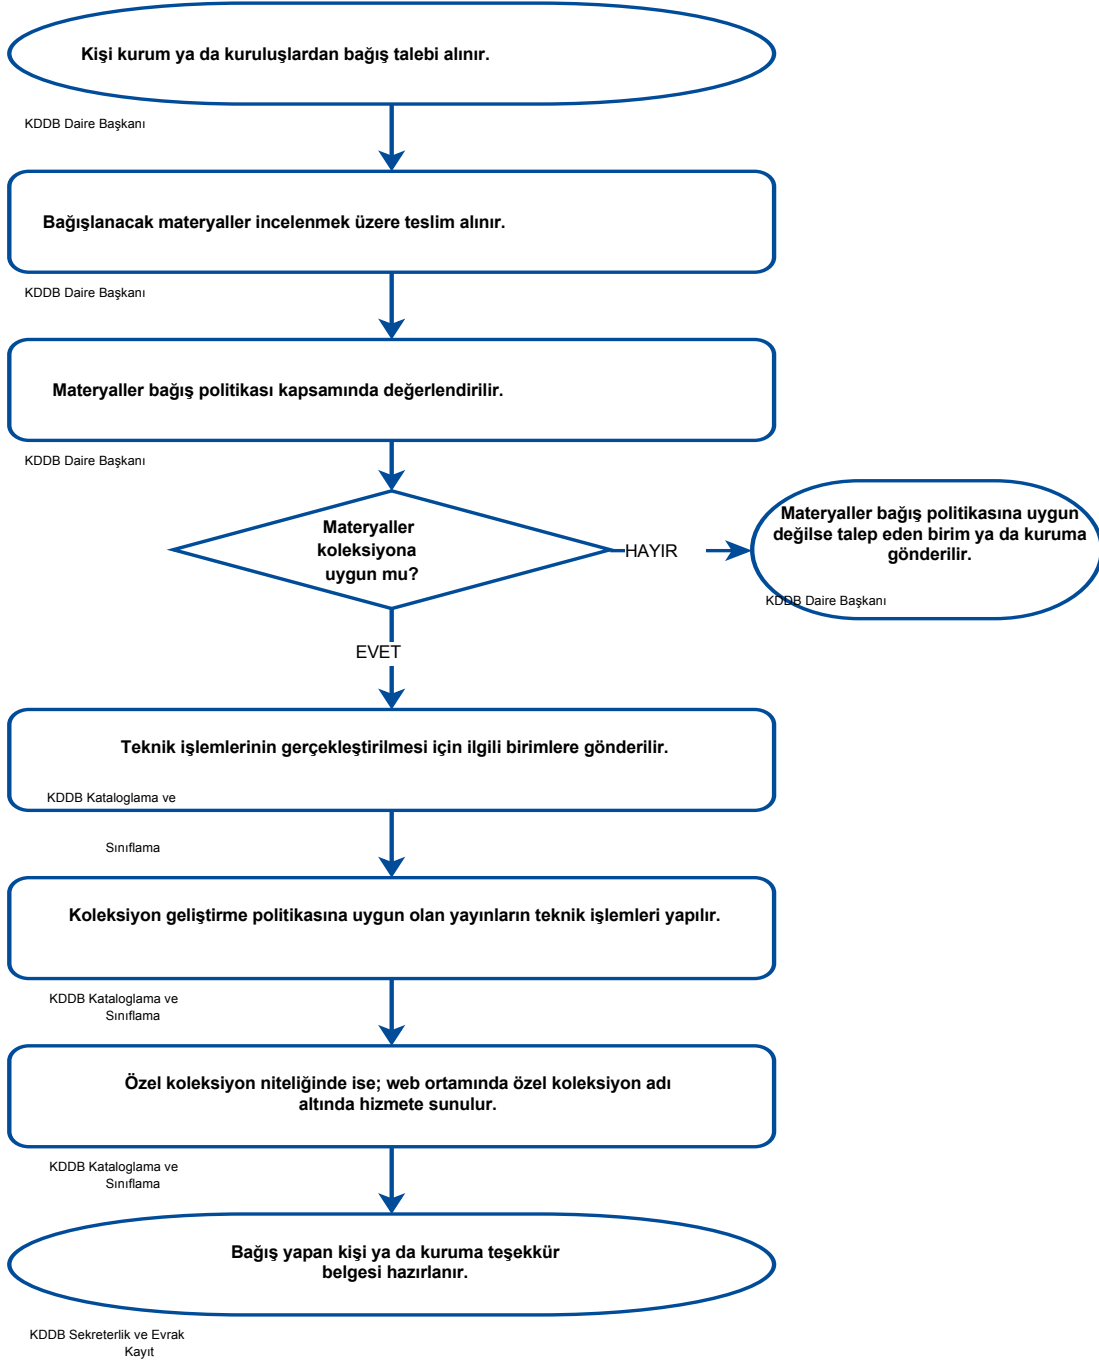 Kişi kurum ya da kuruluşlardan bağış talebi alınır.
KDDB Daire Başkanı
Bağışlanacak materyaller incelenmek üzere teslim alınır.
KDDB Daire Başkanı
Materyaller bağış politikası kapsamında değerlendirilir.
KDDB Daire Başkanı
Materyaller
koleksiyona
uygun mu?
HAYIR
Materyaller bağış politikasına uygun
değilse talep eden birim ya da kuruma
gönderilir.
KDDB Daire Başkanı
EVET
Teknik işlemlerinin gerçekleştirilmesi için ilgili birimlere gönderilir.
KDDB Kataloglama ve
Sınıflama
Koleksiyon geliştirme politikasına uygun olan yayınların teknik işlemleri yapılır.
KDDB Kataloglama ve
Sınıflama
Özel koleksiyon niteliğinde ise; web ortamında özel koleksiyon adı
altında hizmete sunulur.
KDDB Kataloglama ve
Sınıflama
Bağış yapan kişi ya da kuruma teşekkür
belgesi hazırlanır.
KDDB Sekreterlik ve Evrak
Kayıt